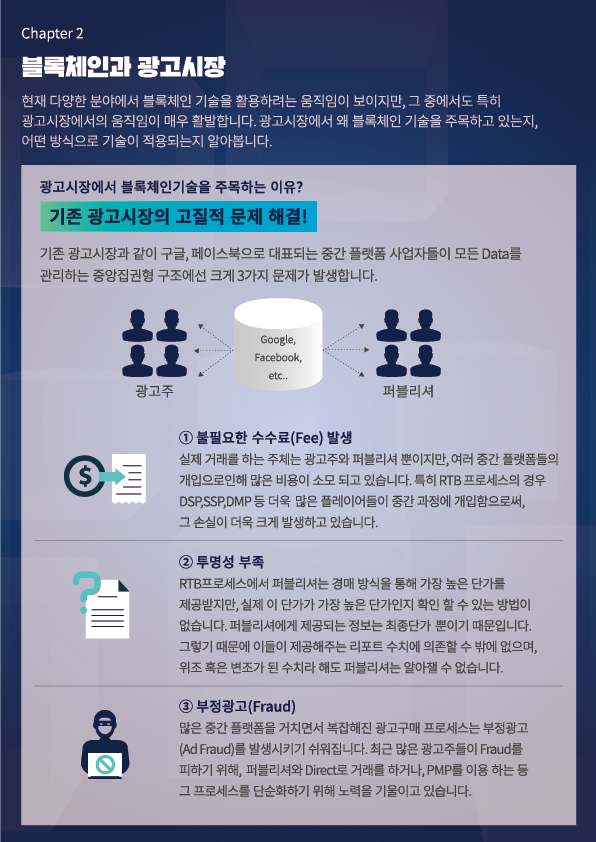 Chapter 2
블록체인과 광고시장
현재 다양한 분야에서 블록체인 기술을 활용하려는 움직임이 보이지만, 그 중에서도 특히
광고시장에서의 움직임이 매우 활발합니다. 광고시장에서 왜 블록체인 기술을 주목하고 있는지,
어떤 방식으로 기술이 적용되는지 알아봅니다.
광고시장에서 블록체인기술을 주목하는 이유?
기존 광고시장의 고질적 문제 해결!
기존 광고시장과 같이 구글, 페이스북으로 대표되는 중간 플랫폼 사업자들이 모든 Data를
관리하는 중앙집권형 구조에선 크게 3가지 문제가 발생합니다.
Google,
Facebook,
etc..
광고주
퍼블리셔
① 불필요한 수수료(Fee) 발생
실제 거래를 하는 주체는 광고주와 퍼블리셔 뿐이지만, 여러 중간 플랫폼들의
개입으로인해 많은 비용이 소모 되고 있습니다. 특히 RTB 프로세스의 경우
DSP,SSP,DMP 등 더욱 많은 플레이어들이 중간 과정에 개입함으로써,
그 손실이 더욱 크게 발생하고 있습니다.
$
② 투명성 부족
RTB프로세스에서 퍼블리셔는 경매 방식을 통해 가장 높은 단가를
제공받지만, 실제 이 단가가 가장 높은 단가인지 확인 할 수 있는 방법이
없습니다. 퍼블리셔에게 제공되는 정보는 최종단가 뿐이기 때문입니다.
그렇기 때문에 이들이 제공해주는 리포트 수치에 의존할 수 밖에 없으며,
위조 혹은 변조가 된 수치라 해도 퍼블리셔는 알아챌 수 없습니다.
?
③ 부정광고(Fraud)
많은 중간 플랫폼을 거치면서 복잡해진 광고구매 프로세스는 부정광고
(Ad Fraud)를 발생시키기 쉬워집니다. 최근 많은 광고주들이 Fraud를
피하기 위해, 퍼블리셔와 Direct로 거래를 하거나, PMP를 이용 하는 등
그 프로세스를 단순화하기 위해 노력을 기울이고 있습니다.